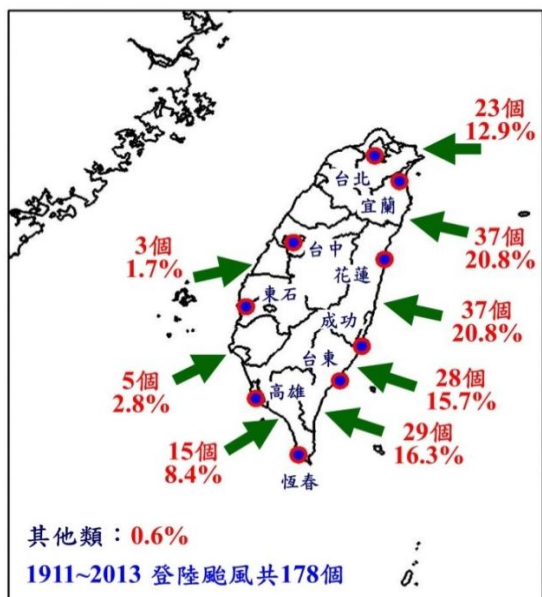 23個
12.9%
台北
宜蘭
37個
20.8%
3個
1.7%
台中
花蓮
東石
37個
20.8%
成功
台東
5個
2.8%
高雄
28個
15.7%
15個
8.4%
29個
16.3%
恆春
其他類：0.6%
1911~2013 登陸颱風共178個